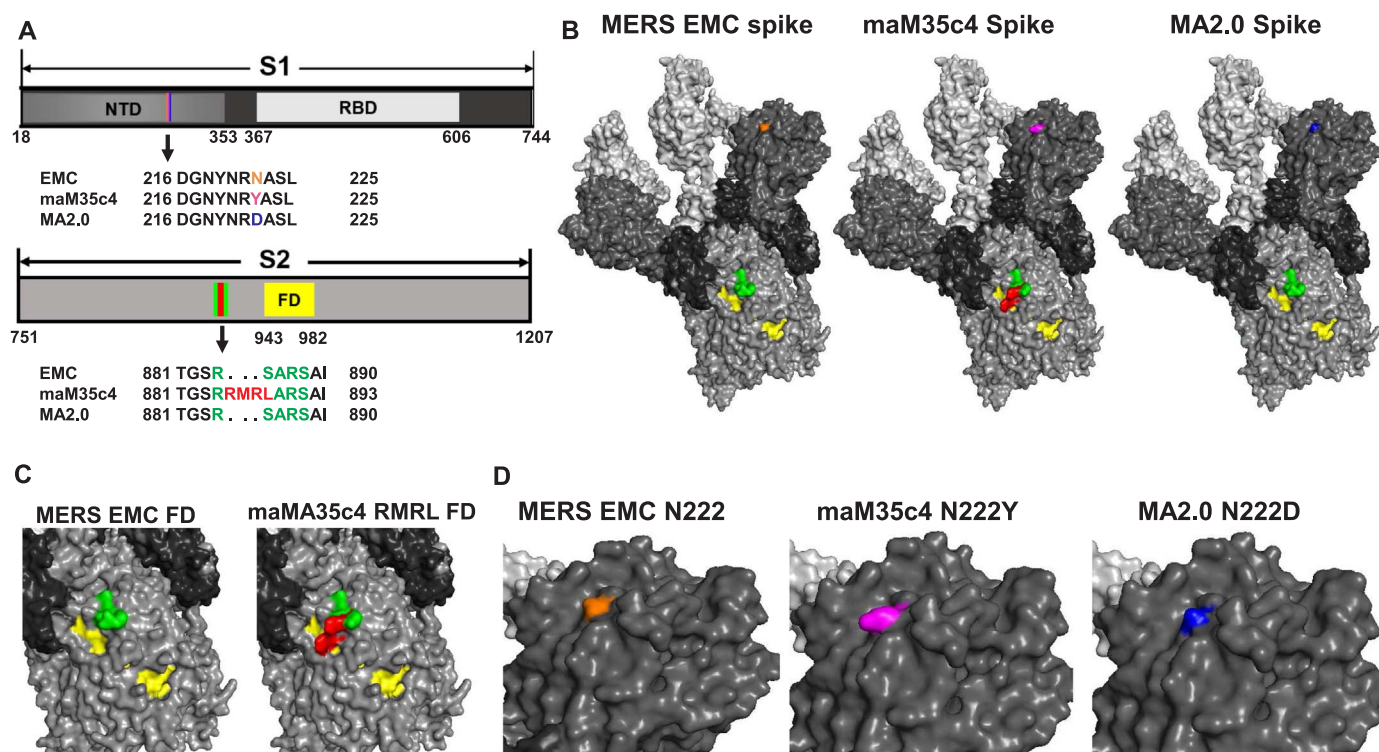 A
S1
NTD
RBD
18 353 367 606 744
EMC 216 DGNYNRNASL 225
maM35c4 216 DGNYNRYASL 225
MA2.0 216 DGNYNRDASL 225
S2
FD
751 943 982 1207
EMC 881 TGSR . . . SARSAI 890
maM35c4 881 TGSRRMRLARSAI 893
MA2.0 881 TGSR . . . SARSAI 890
B
MERS EMC spike
maM35c4 Spike
MA2.0 Spike
C
MERS EMC FD
maMA35c4 RMRL FD
D
MERS EMC N222
maM35c4 N222Y
MA2.0 N222D